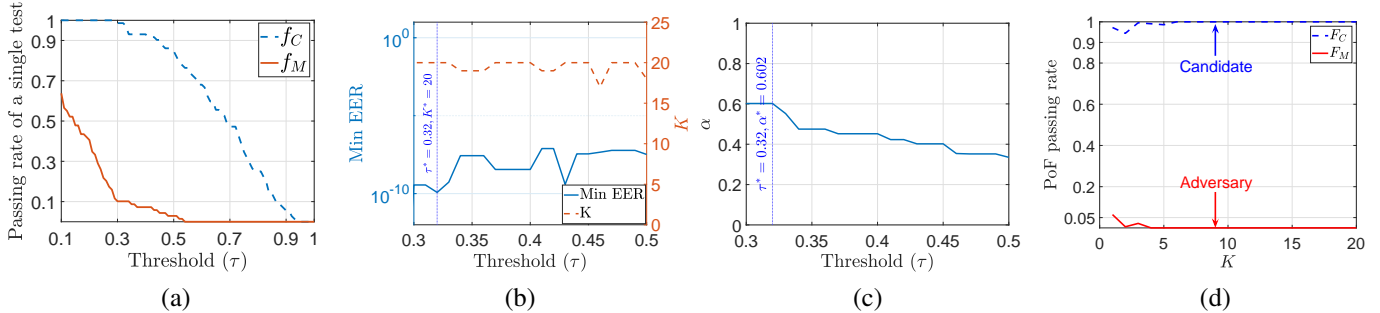 Passing rate of a single test
1
0.9
0.7
0.5
0.3
0.1
f_C
f_M
0.1 0.3 0.5 0.7 0.9 1
Threshold (τ)
(a)
Min EER
10^0
10^-10
τ* = 0.32, K* = 20
Min EER
K
25
20
15
10
5
0
K
0.3 0.35 0.4 0.45 0.5
Threshold (τ)
(b)
α
1
0.8
0.6
0.4
0.2
0
τ* = 0.32, α* = 0.602
0.3 0.35 0.4 0.45 0.5
Threshold (τ)
(c)
PoF passing rate
1
0.8
0.6
0.4
0.2
0.05
F_C
F_M
Candidate
Adversary
0 5 10 15 20
K
(d)